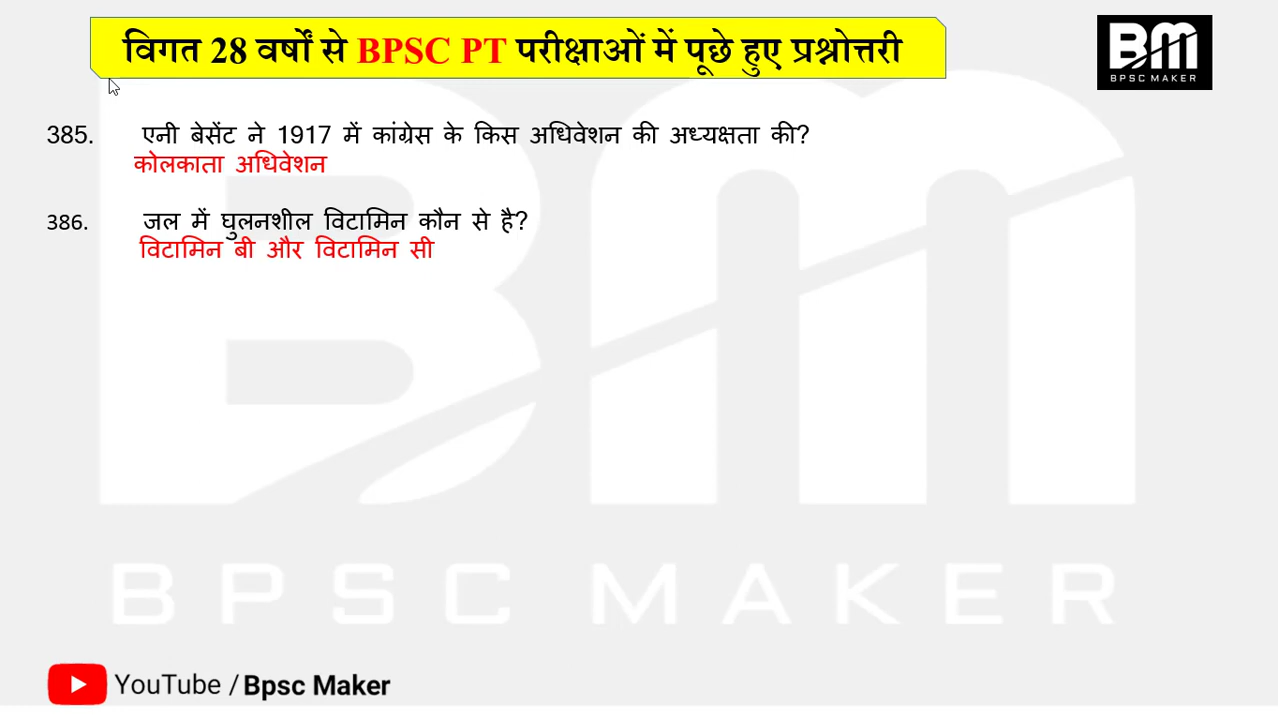 विगत 28 वर्षों से BPSC PT परीक्षाओं में पूछे हुए प्रश्नोत्तरी
BM
BPSC MAKER
385. एनी बेसेंट ने 1917 में कांग्रेस के किस अधिवेशन की अध्यक्षता की?
कोलकाता अधिवेशन
386. जल में घुलनशील विटामिन कौन से है?
विटामिन बी और विटामिन सी
BM
BPSC MAKER
YouTube / Bpsc Maker